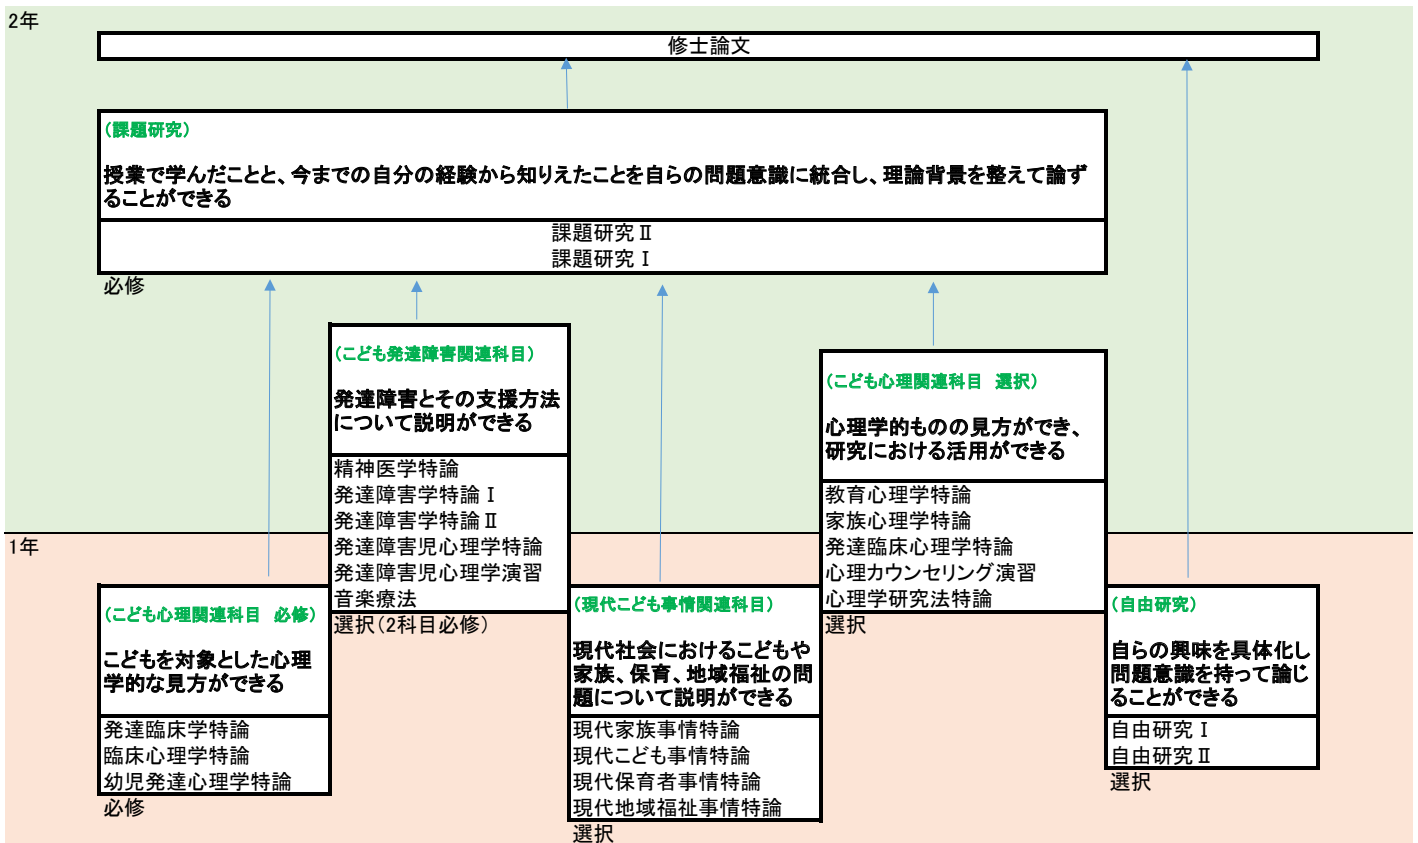 2年
修士論文
(課題研究)
授業で学んだことと、今までの自分の経験から知りえたことを自らの問題意識に統合し、理論背景を整えて論ず
ることができる
課題研究Ⅱ
課題研究Ⅰ
必修
(こども発達障害関連科目)
発達障害とその支援方法
について説明ができる
精神医学特論
発達障害学特論Ⅰ
発達障害学特論Ⅱ
発達障害児心理学特論
発達障害児心理学演習
音楽療法
選択(2科目必修)
(こども心理関連科目　選択)
心理学的ものの見方ができ、
研究における活用ができる
教育心理学特論
家族心理学特論
発達臨床心理学特論
心理カウンセリング演習
心理学研究法特論
選択
1年
(こども心理関連科目　必修)
こどもを対象とした心理
学的な見方ができる
発達臨床学特論
臨床心理学特論
幼児発達心理学特論
必修
(現代こども事情関連科目)
現代社会におけるこどもや
家族、保育、地域福祉の問
題について説明ができる
現代家族事情特論
現代こども事情特論
現代保育者事情特論
現代地域福祉事情特論
選択
(自由研究)
自らの興味を具体化し
問題意識を持って論じ
ることができる
自由研究Ⅰ
自由研究Ⅱ
選択